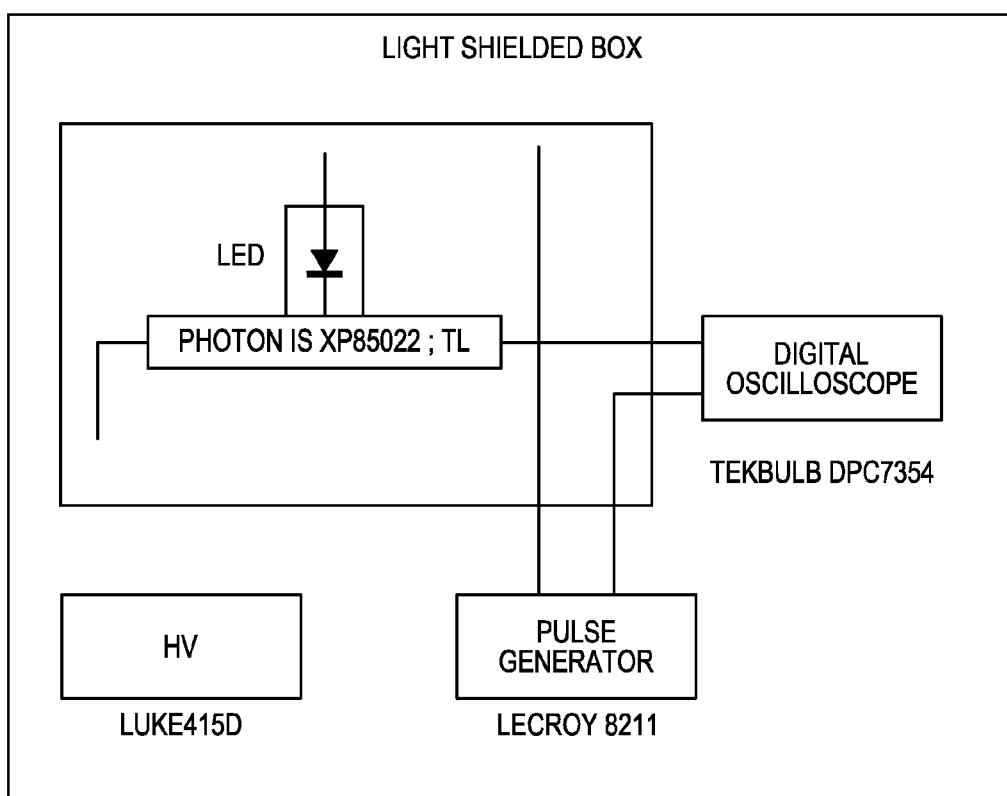 LIGHT SHIELDED BOX
LED
PHOTON IS XP85022 ; TL
DIGITAL
OSCILLOSCOPE
TEKBULB DPC7354
HV
LUKE415D
PULSE
GENERATOR
LECROY 8211